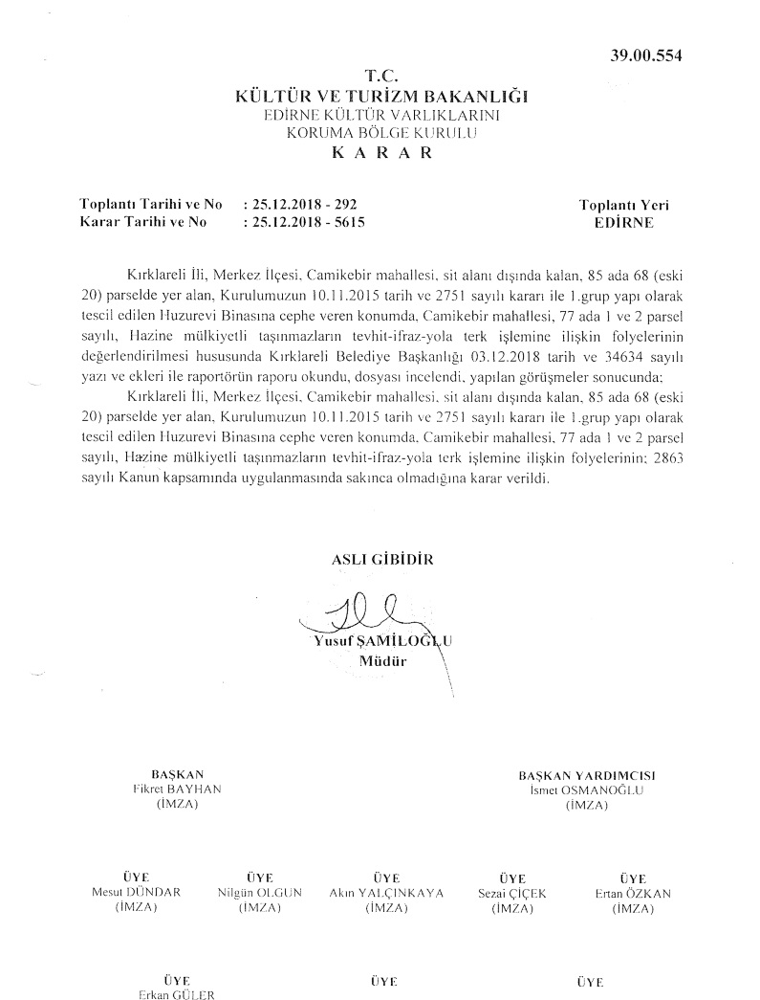 39.00.554
T.C.
KÜLTÜR VE TURİZM BAKANLIĞI
EDİRNE KÜLTÜR VARLIKLARINI
KORUMA BÖLGE KURULU
K A R A R
Toplantı Tarihi ve No : 25.12.2018 - 292 Toplantı Yeri
Karar Tarihi ve No : 25.12.2018 - 5615 EDİRNE
Kırklareli İli, Merkez İlçesi, Camikebir mahallesi, sit alanı dışında kalan, 85 ada 68 (eski
20) parselde yer alan, Kurulumuzun 10.11.2015 tarih ve 2751 sayılı kararı ile 1.grup yapı olarak
tescil edilen Huzurevi Binasına cephe veren konumda, Camikebir mahallesi, 77 ada 1 ve 2 parsel
sayılı, Hazine mülkiyetli taşınmazların tevhit-ifraz-yola terk işlemine ilişkin folyelerinin
değerlendirilmesi hususunda Kırklareli Belediye Başkanlığı 03.12.2018 tarih ve 34634 sayılı
yazı ve ekleri ile raportörün raporu okundu, dosyası incelendi, yapılan görüşmeler sonucunda;
Kırklareli İli, Merkez İlçesi, Camikebir mahallesi, sit alanı dışında kalan, 85 ada 68 (eski
20) parselde yer alan, Kurulumuzun 10.11.2015 tarih ve 2751 sayılı kararı ile 1.grup yapı olarak
tescil edilen Huzurevi Binasına cephe veren konumda, Camikebir mahallesi, 77 ada 1 ve 2 parsel
sayılı, Hazine mülkiyetli taşınmazların tevhit-ifraz-yola terk işlemine ilişkin folyelerinin; 2863
sayılı Kanun kapsamında uygulanmasında sakınca olmadığına karar verildi.
ASLI GİBİDİR
Yusuf ŞAMİLOĞLU
Müdür
BAŞKAN BAŞKAN YARDIMCISI
Fikret BAYHAN İsmet OSMANOĞLU
(İMZA) (İMZA)
ÜYE ÜYE ÜYE ÜYE ÜYE
Mesut DÜNDAR Nilgün OLGUN Akın YALÇINKAYA Sezai ÇİÇEK Ertan ÖZKAN
(İMZA) (İMZA) (İMZA) (İMZA) (İMZA)
ÜYE ÜYE ÜYE
Erkan GÜLER